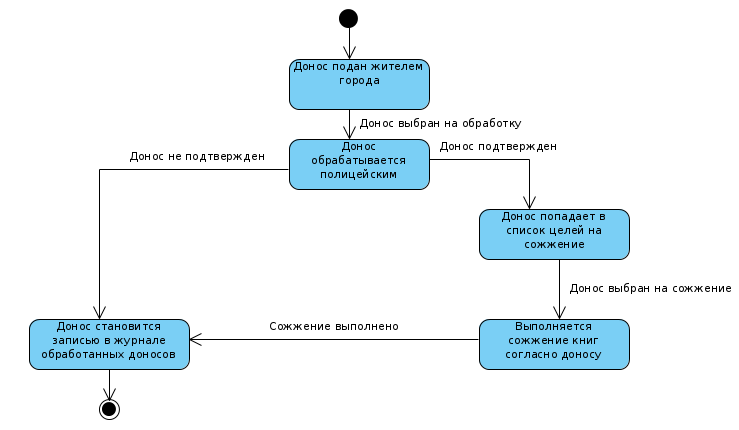 Донос подан жителем
города
Донос выбран на обработку
Донос
обрабатывается
полицейским
Донос не подтвержден
Донос подтвержден
Донос попадает в
список целей на
сожжение
Донос выбран на сожжение
Донос становится
записью в журнале
обработанных доносов
Сожжение выполнено
Выполняется
сожжение книг
согласно доносу